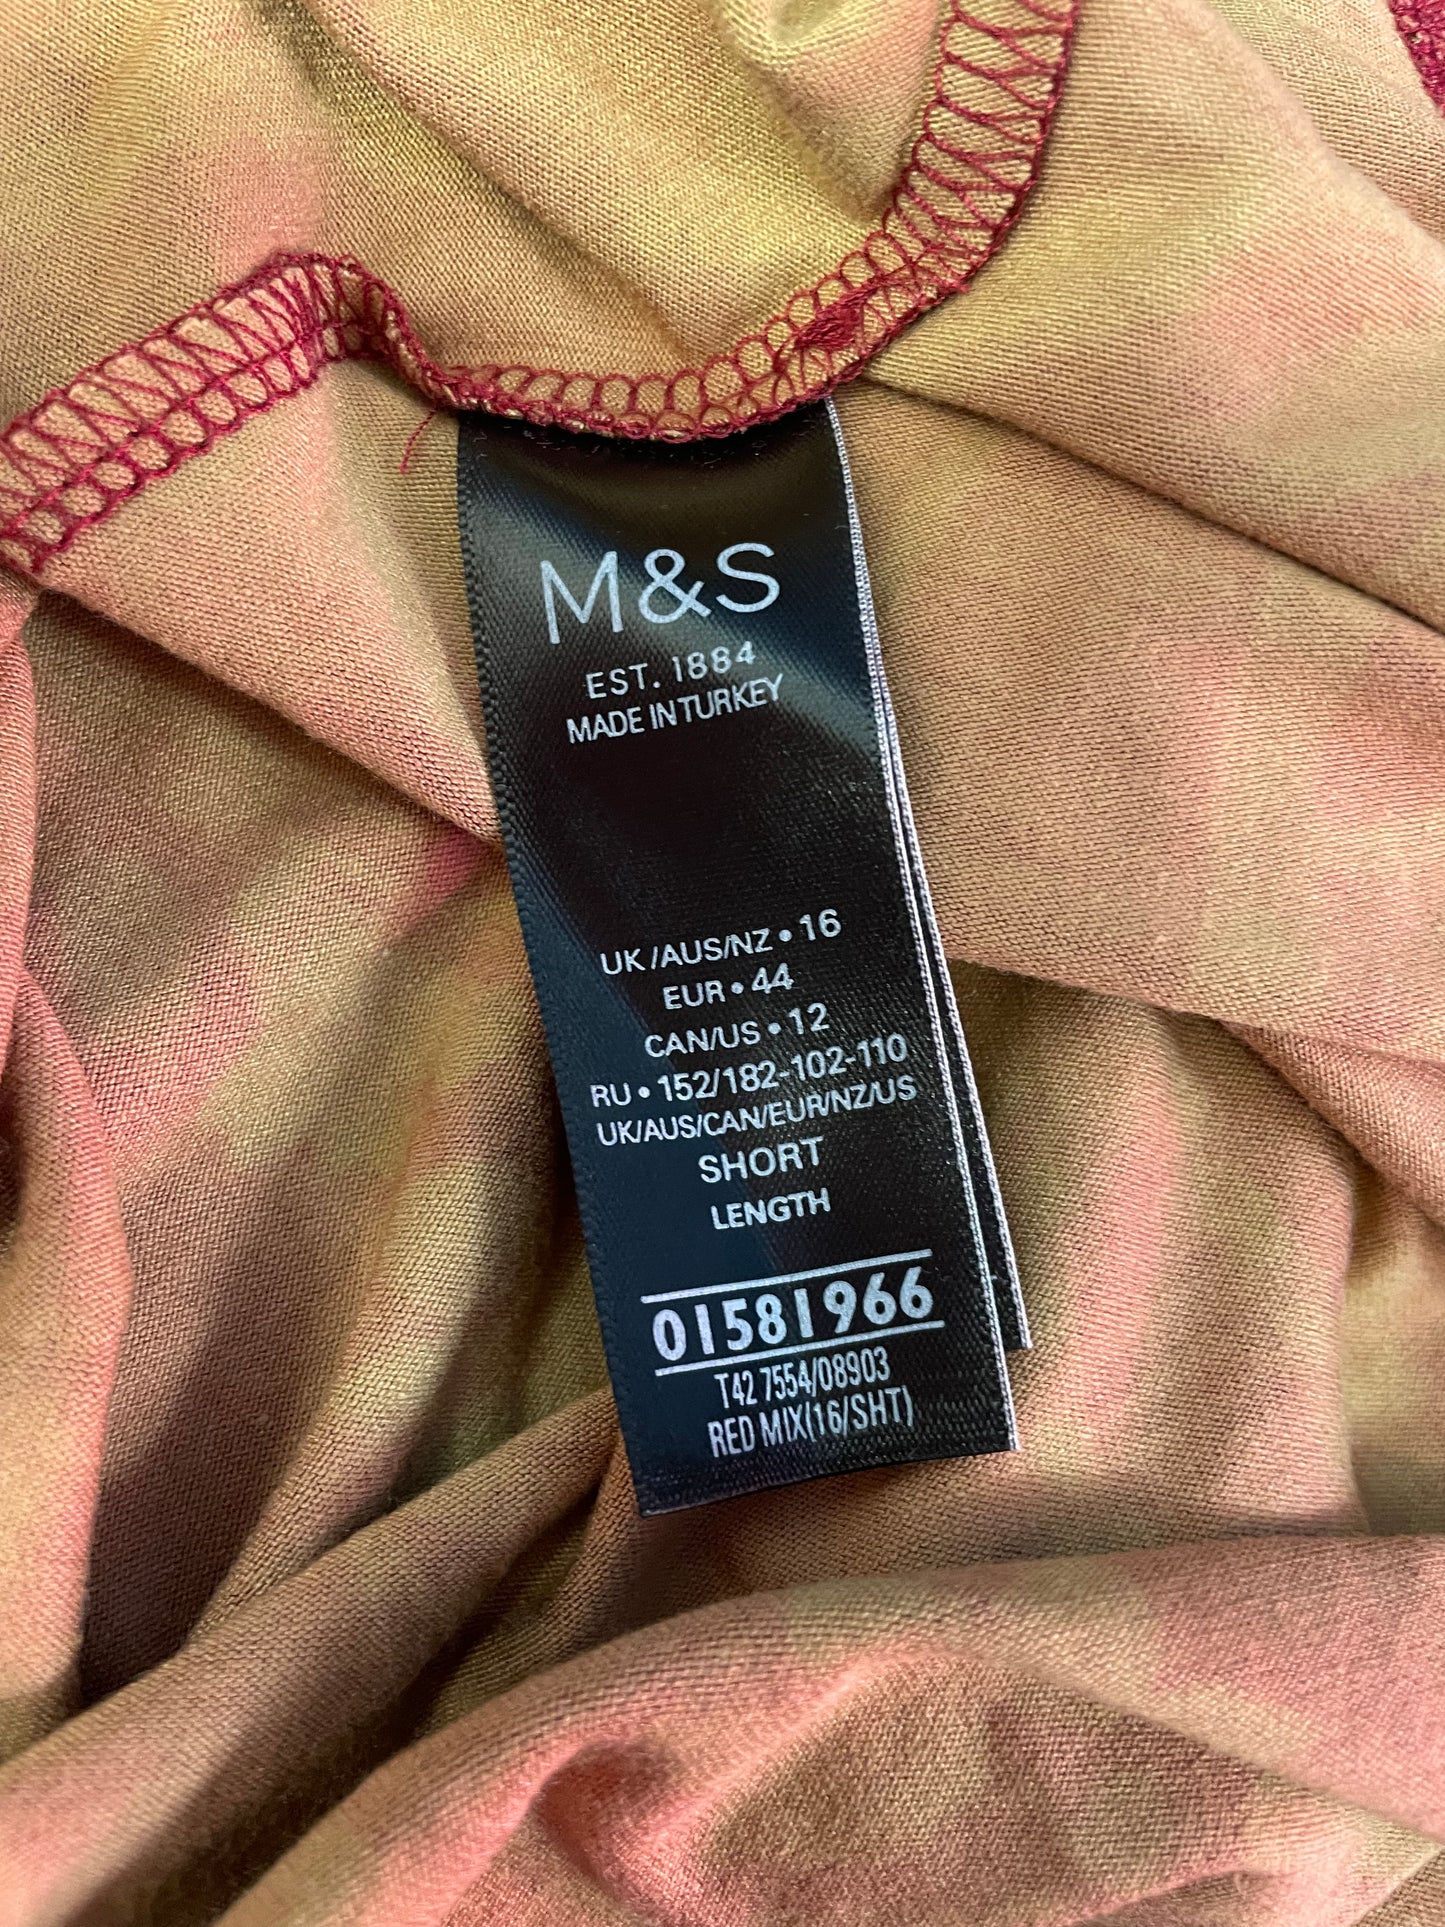 M&S
EST. 1884
MADE IN TURKEY
UK/AUS/NZ • 16
EUR • 44
CAN/US • 12
RU • 152/182-102-110
UK/AUS/CAN/EUR/NZ/US
SHORT
LENGTH
01581966
T42 7554/08903
RED MIX(16/SHT)